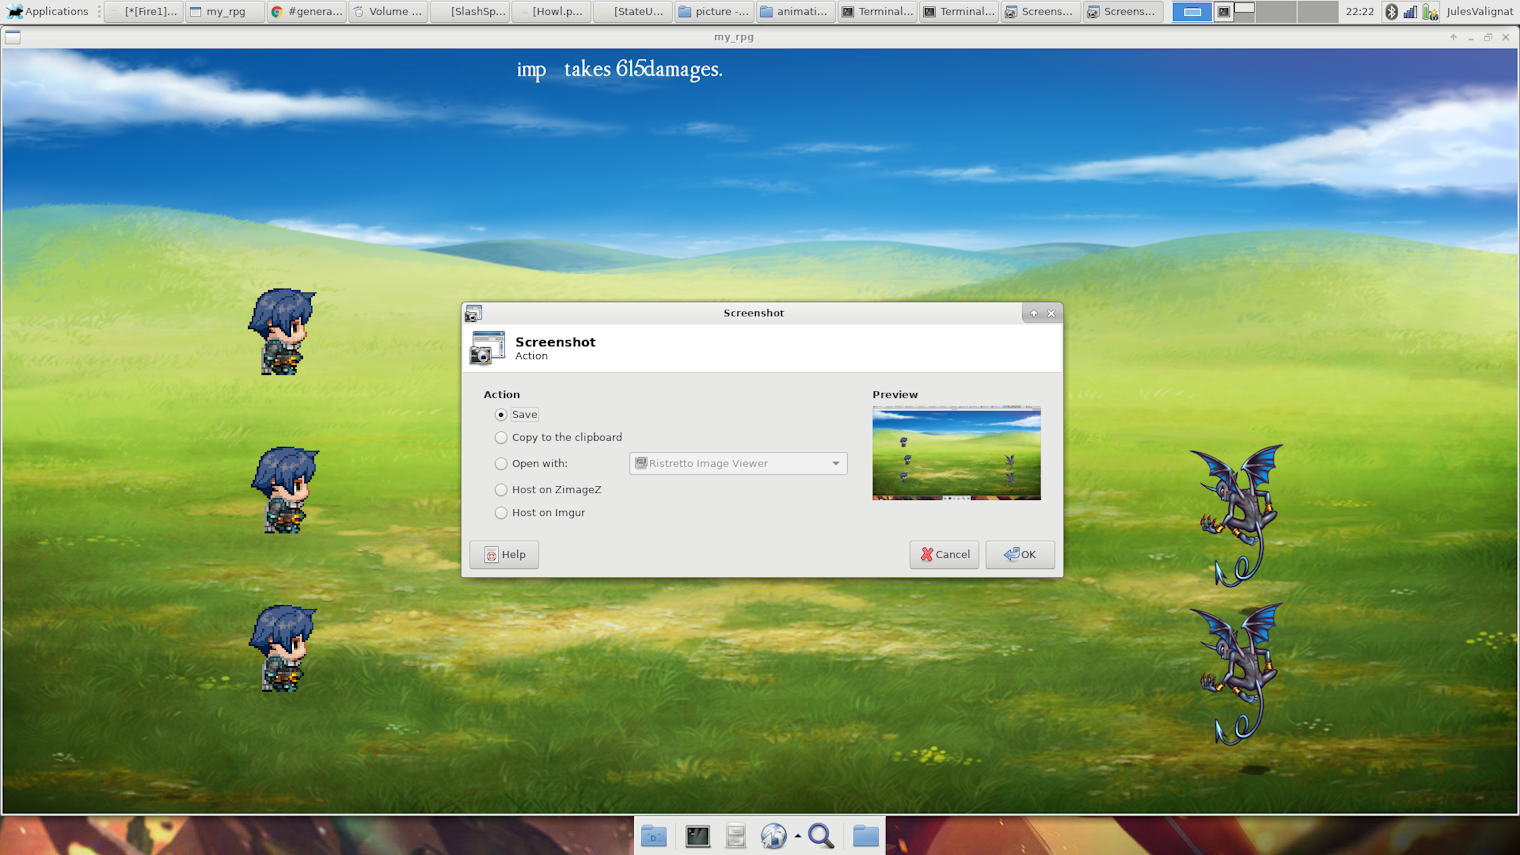 Applications [*[Fire1]... my_rpg #genera... Volume ... [SlashSp... [Howl.p... [StateU... picture -... animati... Terminal... Terminal... Screens... Screens... 22:22 JulesValignat
my_rpg
imp takes 615damages.
Screenshot
Screenshot
Action
Action
Preview
Save
Copy to the clipboard
Open with:
Ristretto Image Viewer
Host on ZimageZ
Host on Imgur
Help
Cancel
OK